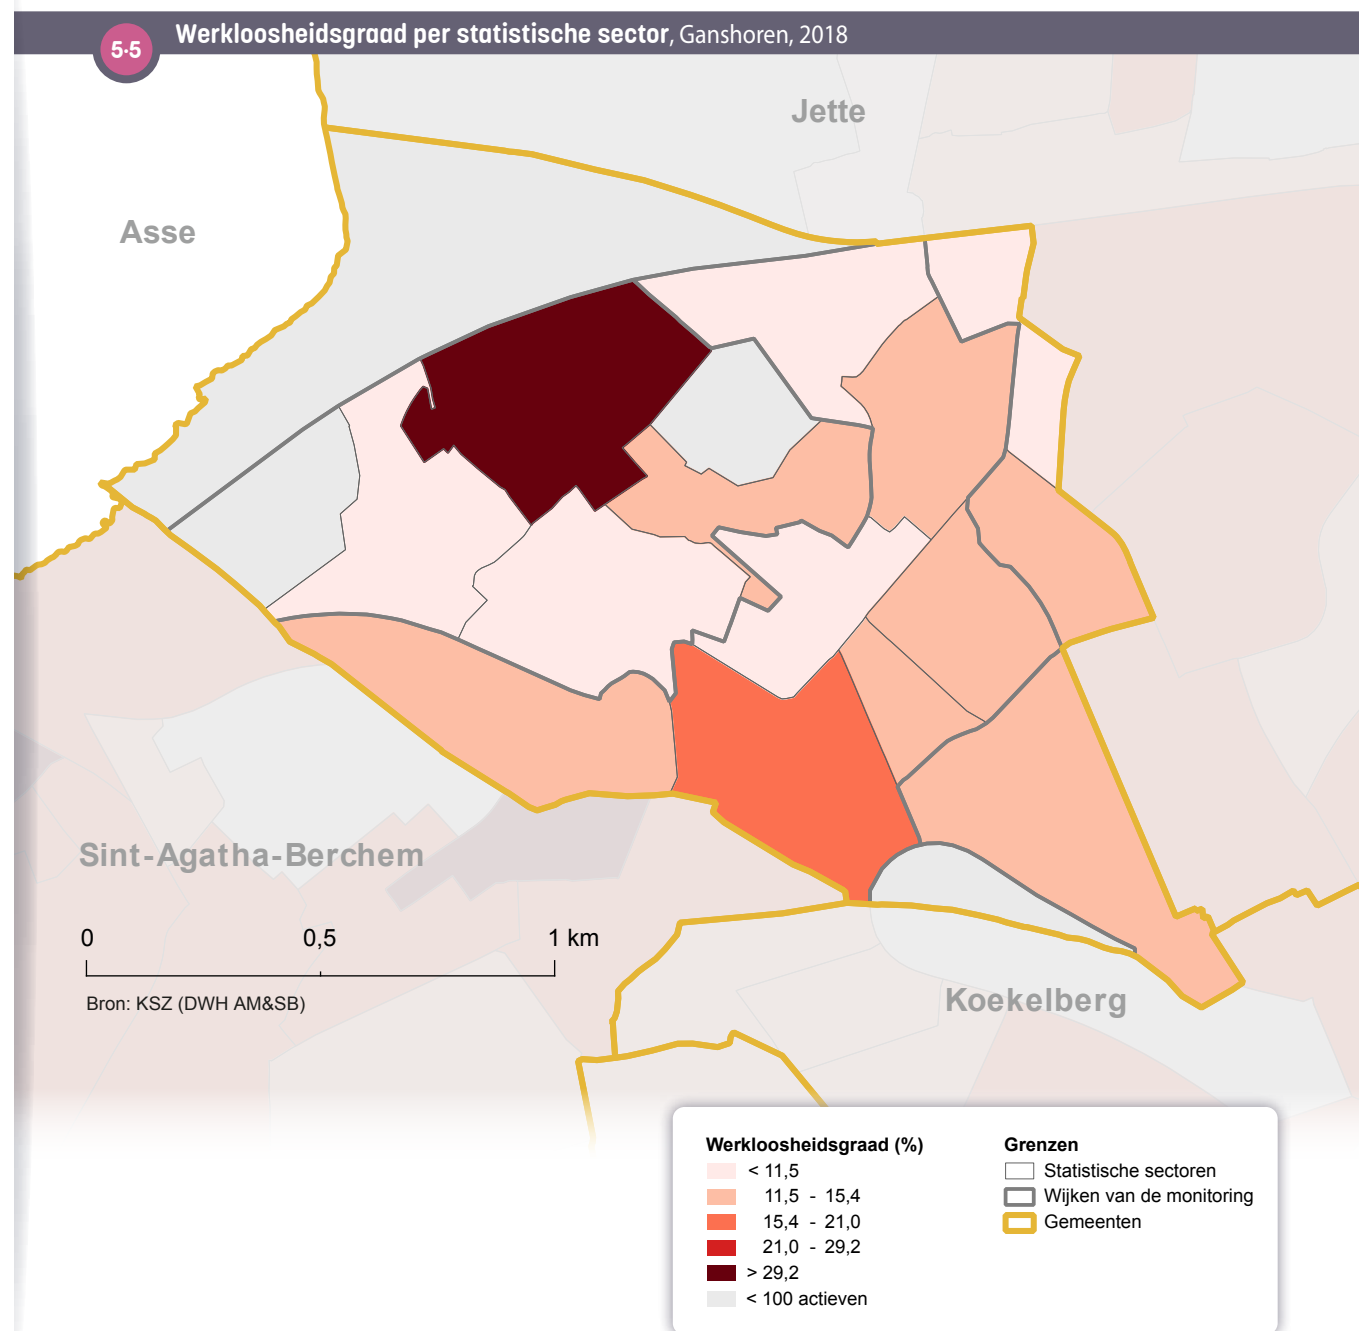 5·5
Werkloosheidsgraad per statistische sector, Ganshoren, 2018
Jette
Asse
Sint-Agatha-Berchem
0 0,5 1 km
Bron: KSZ (DWH AM&SB)
Koekelberg
Werkloosheidsgraad (%)
< 11,5
11,5 - 15,4
15,4 - 21,0
21,0 - 29,2
> 29,2
< 100 actieven
Grenzen
Statistische sectoren
Wijken van de monitoring
Gemeenten